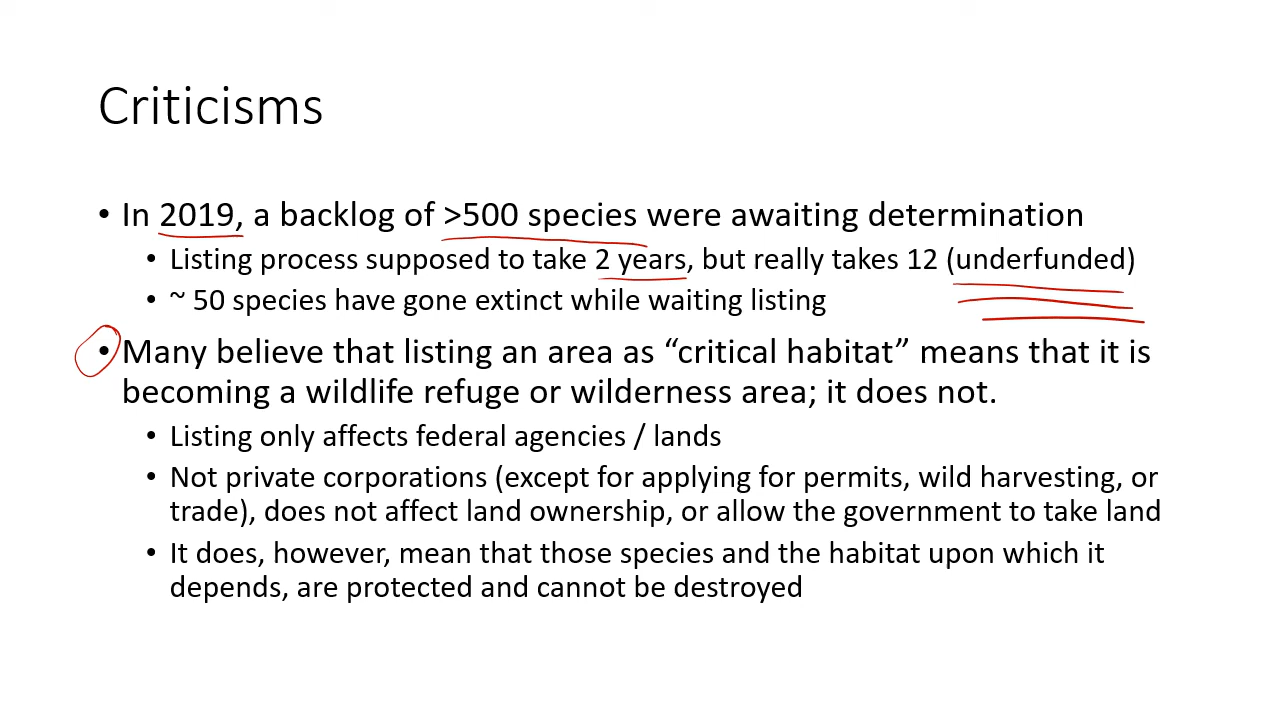 Criticisms
• In 2019, a backlog of >500 species were awaiting determination
• Listing process supposed to take 2 years, but really takes 12 (underfunded)
• ~ 50 species have gone extinct while waiting listing
• Many believe that listing an area as “critical habitat” means that it is
becoming a wildlife refuge or wilderness area; it does not.
• Listing only affects federal agencies / lands
• Not private corporations (except for applying for permits, wild harvesting, or
trade), does not affect land ownership, or allow the government to take land
• It does, however, mean that those species and the habitat upon which it
depends, are protected and cannot be destroyed